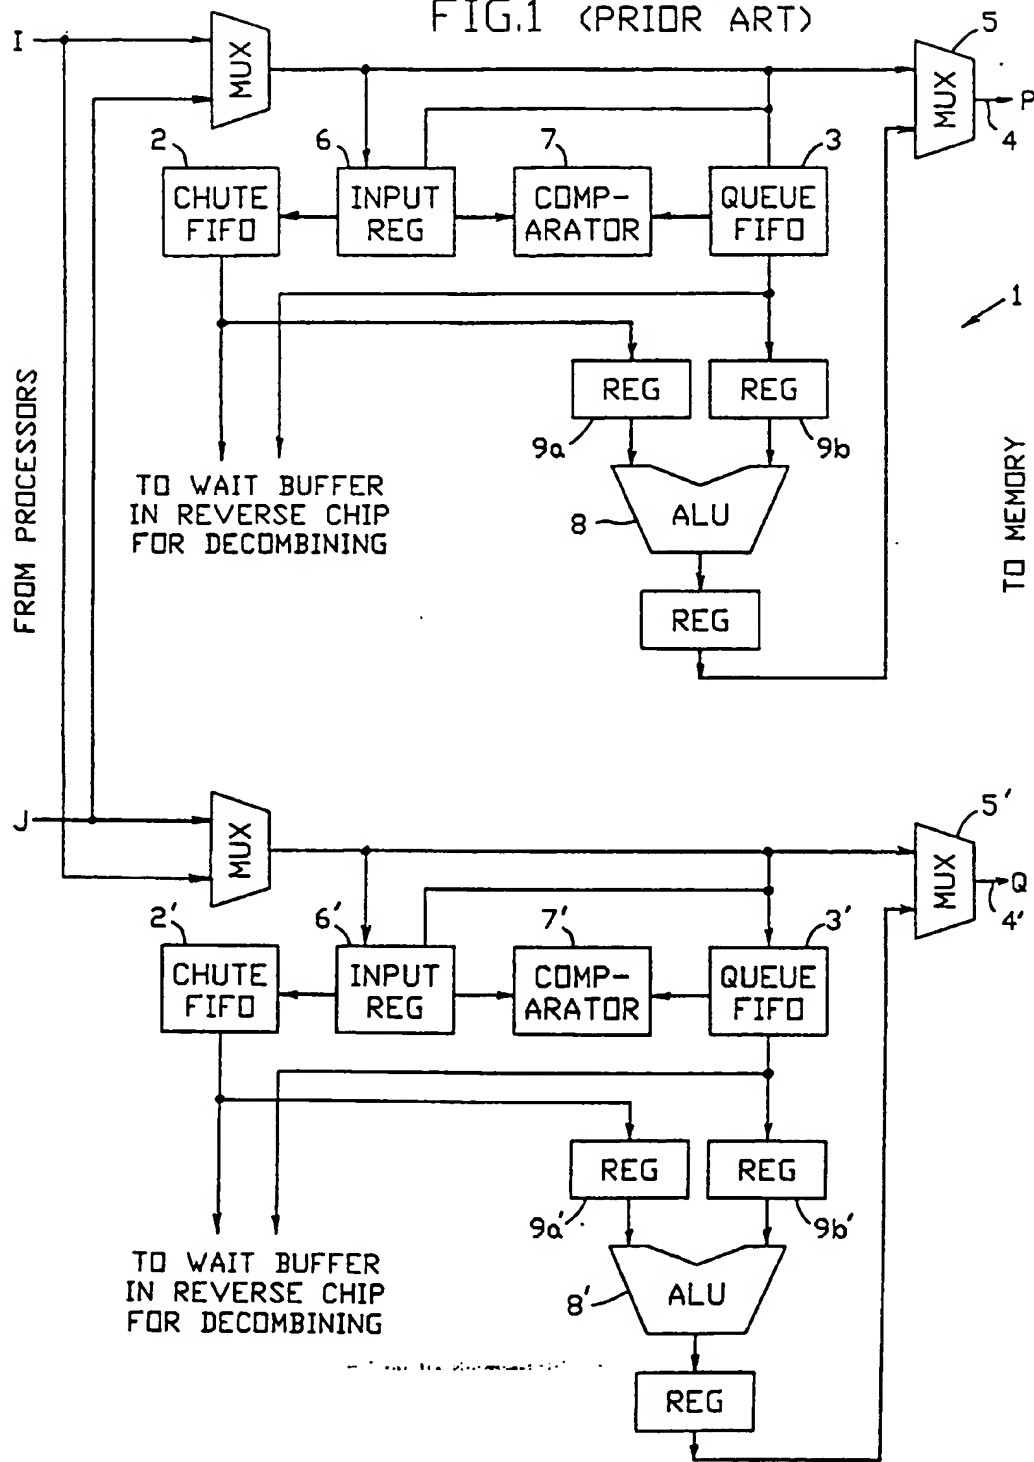 FIG.1 (PRIOR ART)
I
MUX
5
MUX
P
4
2
6
7
3
CHUTE
FIFO
INPUT
REG
COMP-
ARATOR
QUEUE
FIFO
1
FROM PROCESSORS
REG
REG
9a
9b
TO WAIT BUFFER
IN REVERSE CHIP
FOR DECOMBINING
8
ALU
TO MEMORY
REG
J
MUX
5'
MUX
Q
4'
2'
6'
7'
3'
CHUTE
FIFO
INPUT
REG
COMP-
ARATOR
QUEUE
FIFO
REG
REG
9a'
9b'
TO WAIT BUFFER
IN REVERSE CHIP
FOR DECOMBINING
8'
ALU
REG